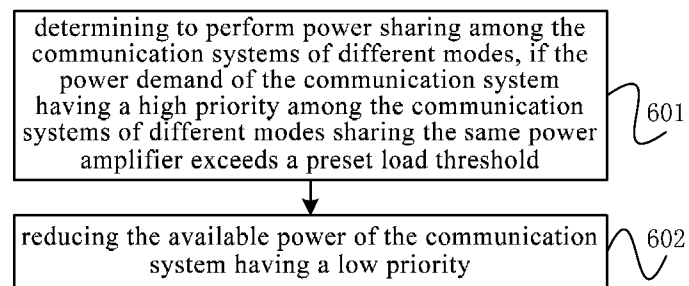 determining to perform power sharing among the
communication systems of different modes, if the
power demand of the communication system
having a high priority among the communication
systems of different modes sharing the same power
amplifier exceeds a preset load threshold
601
reducing the available power of the communication
system having a low priority
602